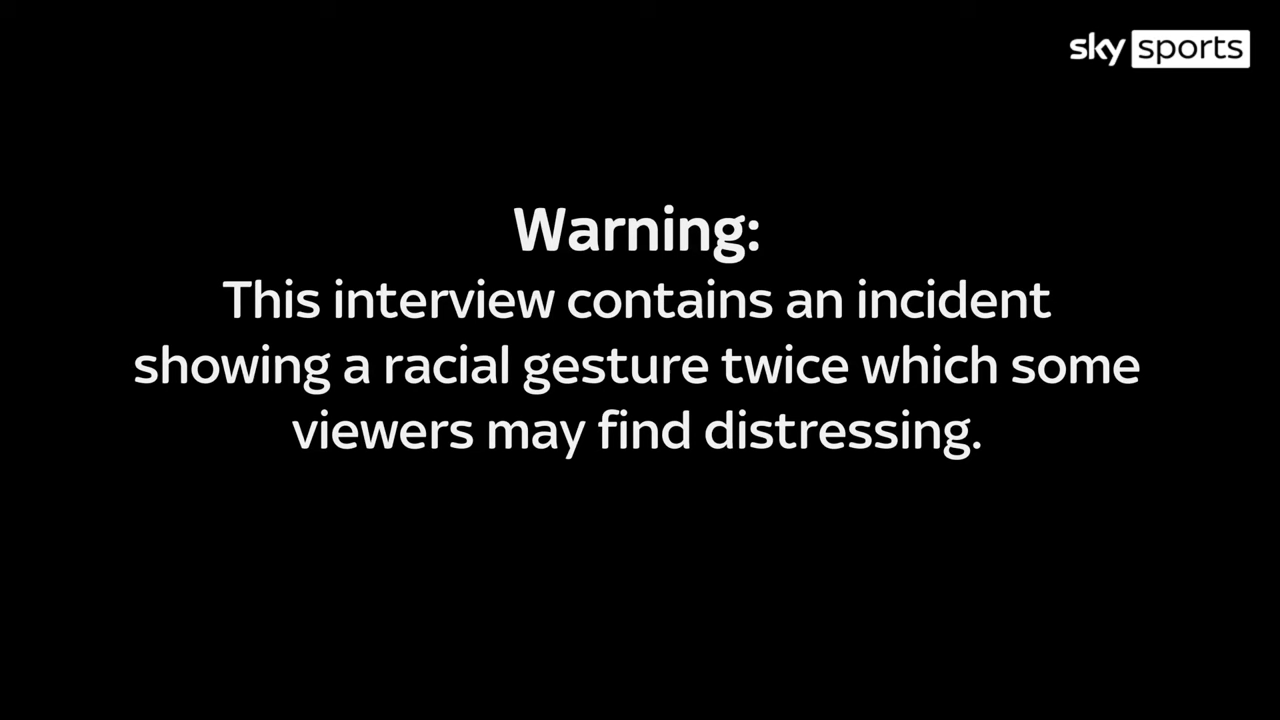 sky sports
Warning:
This interview contains an incident
showing a racial gesture twice which some
viewers may find distressing.